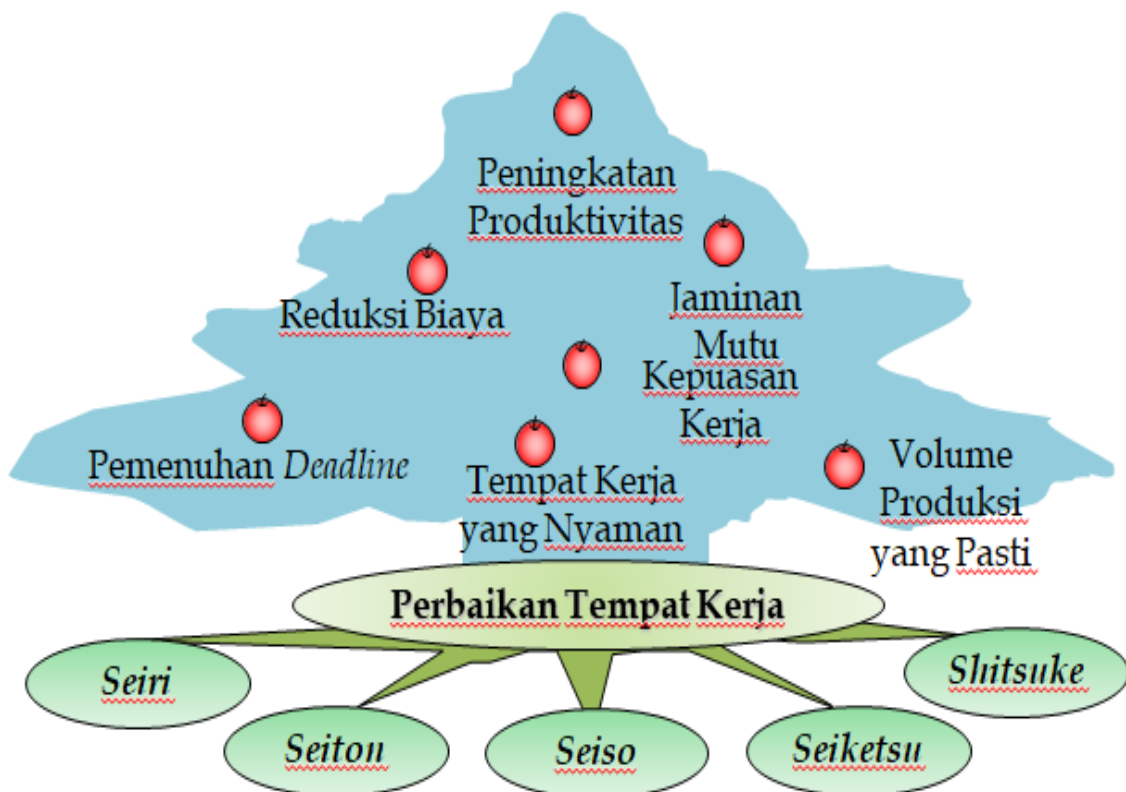 Peningkatan
Produktivitas
Reduksi Biaya
Jaminan
Mutu
Kepuasan
Kerja
Pemenuhan Deadline
Tempat Kerja
yang Nyaman
Volume
Produksi
yang Pasti
Perbaikan Tempat Kerja
Seiri
Seiton
Seiso
Seiketsu
Shitsuke